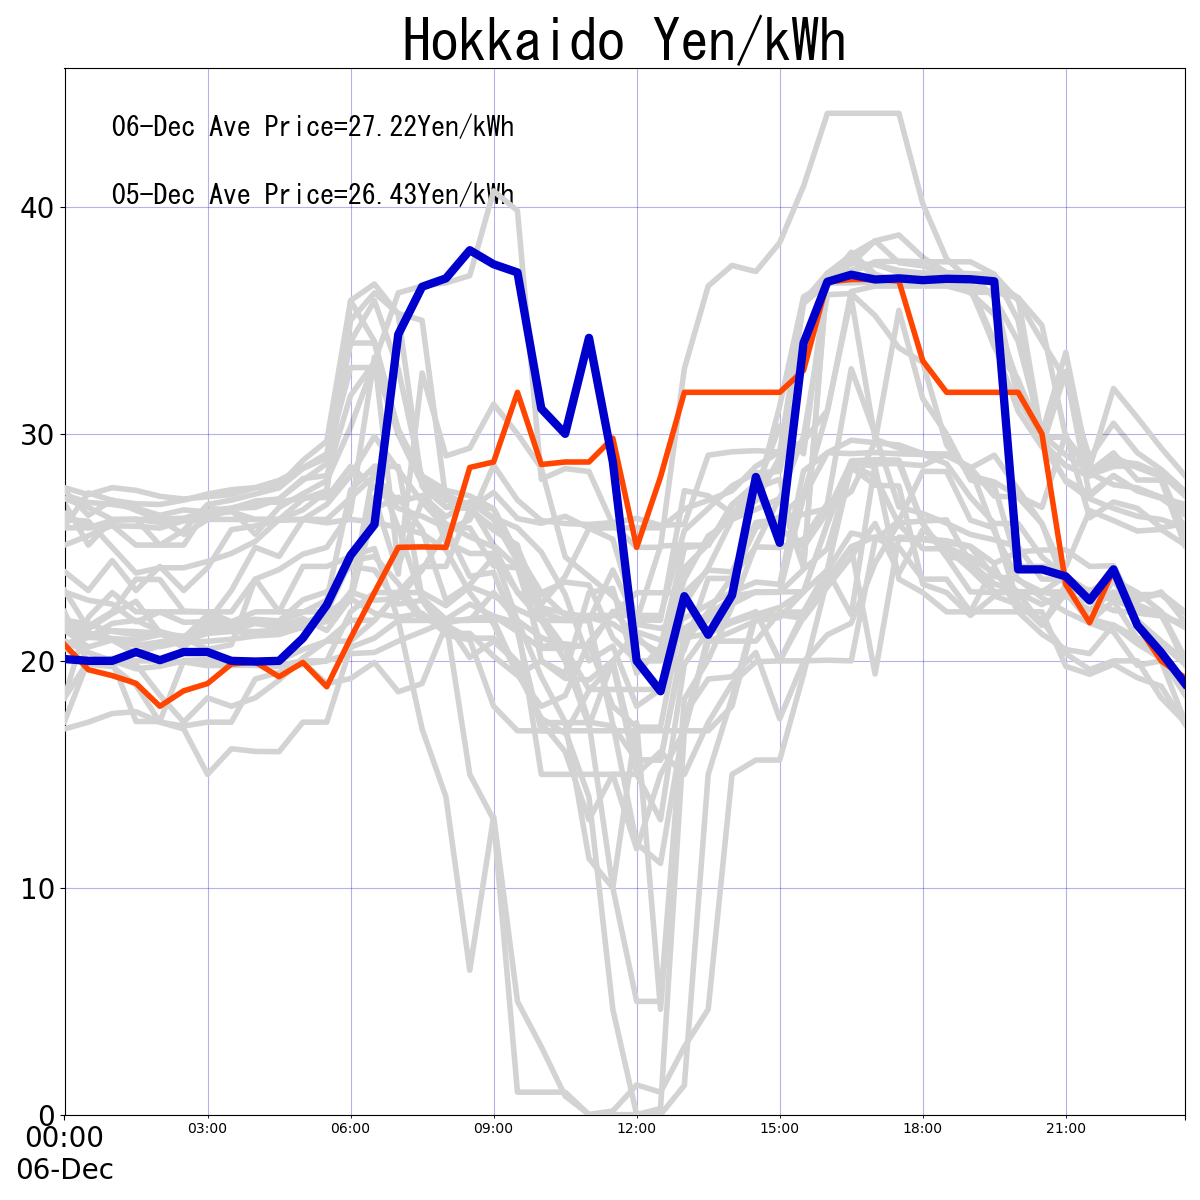 Hokkaido Yen/kWh
06-Dec Ave Price=27.22Yen/kWh
05-Dec Ave Price=26.43Yen/kWh
40
30
20
10
0
00:00 03:00 06:00 09:00 12:00 15:00 18:00 21:00
06-Dec